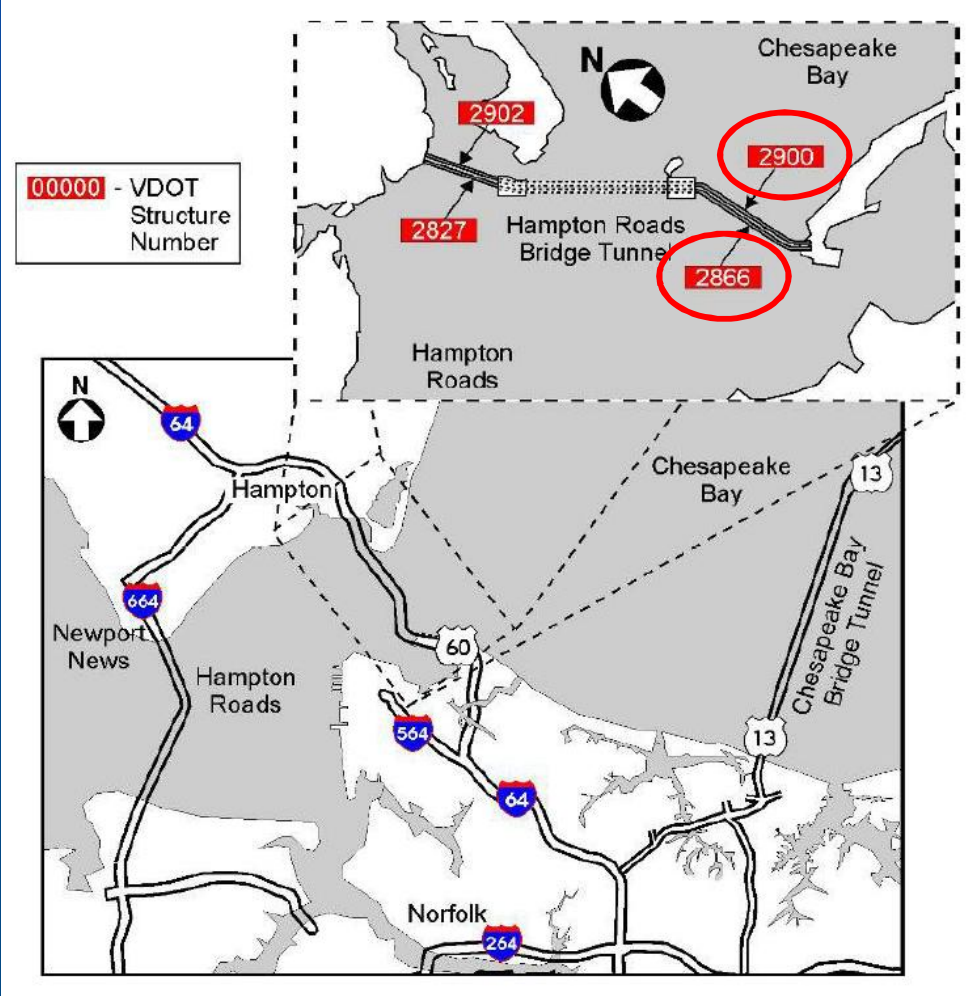 N
Chesapeake
Bay
2902
2900
00000 - VDOT
Structure
Number
2827
Hampton Roads
Bridge Tunnel
2866
Hampton
Roads
N
64
Hampton
Chesapeake
Bay
13
664
Newport
News
Hampton
Roads
60
Chesapeake Bay
Bridge Tunnel
564
13
64
Norfolk
264